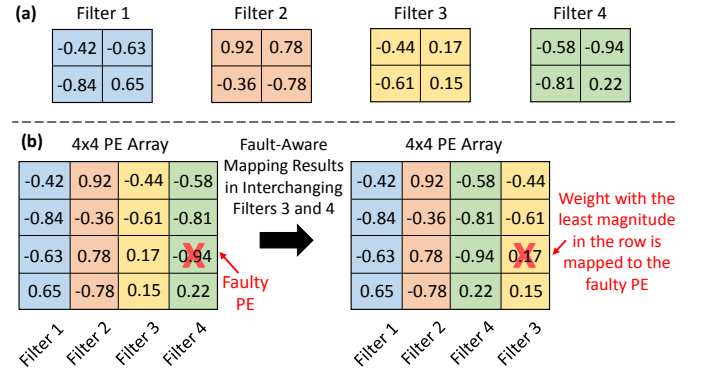 (a)
Filter 1 Filter 2 Filter 3 Filter 4
-0.42 -0.63 0.92 0.78 -0.44 0.17 -0.58 -0.94
-0.84 0.65 -0.36 -0.78 -0.61 0.15 -0.81 0.22
(b)
4x4 PE Array
-0.42 0.92 -0.44 -0.58
-0.84 -0.36 -0.61 -0.81
-0.63 0.78 0.17 -0.94
0.65 -0.78 0.15 0.22
Filter 1 Filter 2 Filter 3 Filter 4
X
Faulty
PE
Fault-Aware
Mapping Results
in Interchanging
Filters 3 and 4
4x4 PE Array
-0.42 0.92 -0.58 -0.44
-0.84 -0.36 -0.81 -0.61
-0.63 0.78 -0.94 0.17
0.65 -0.78 0.22 0.15
Filter 1 Filter 2 Filter 4 Filter 3
X
Weight with the
least magnitude
in the row is
mapped to the
faulty PE